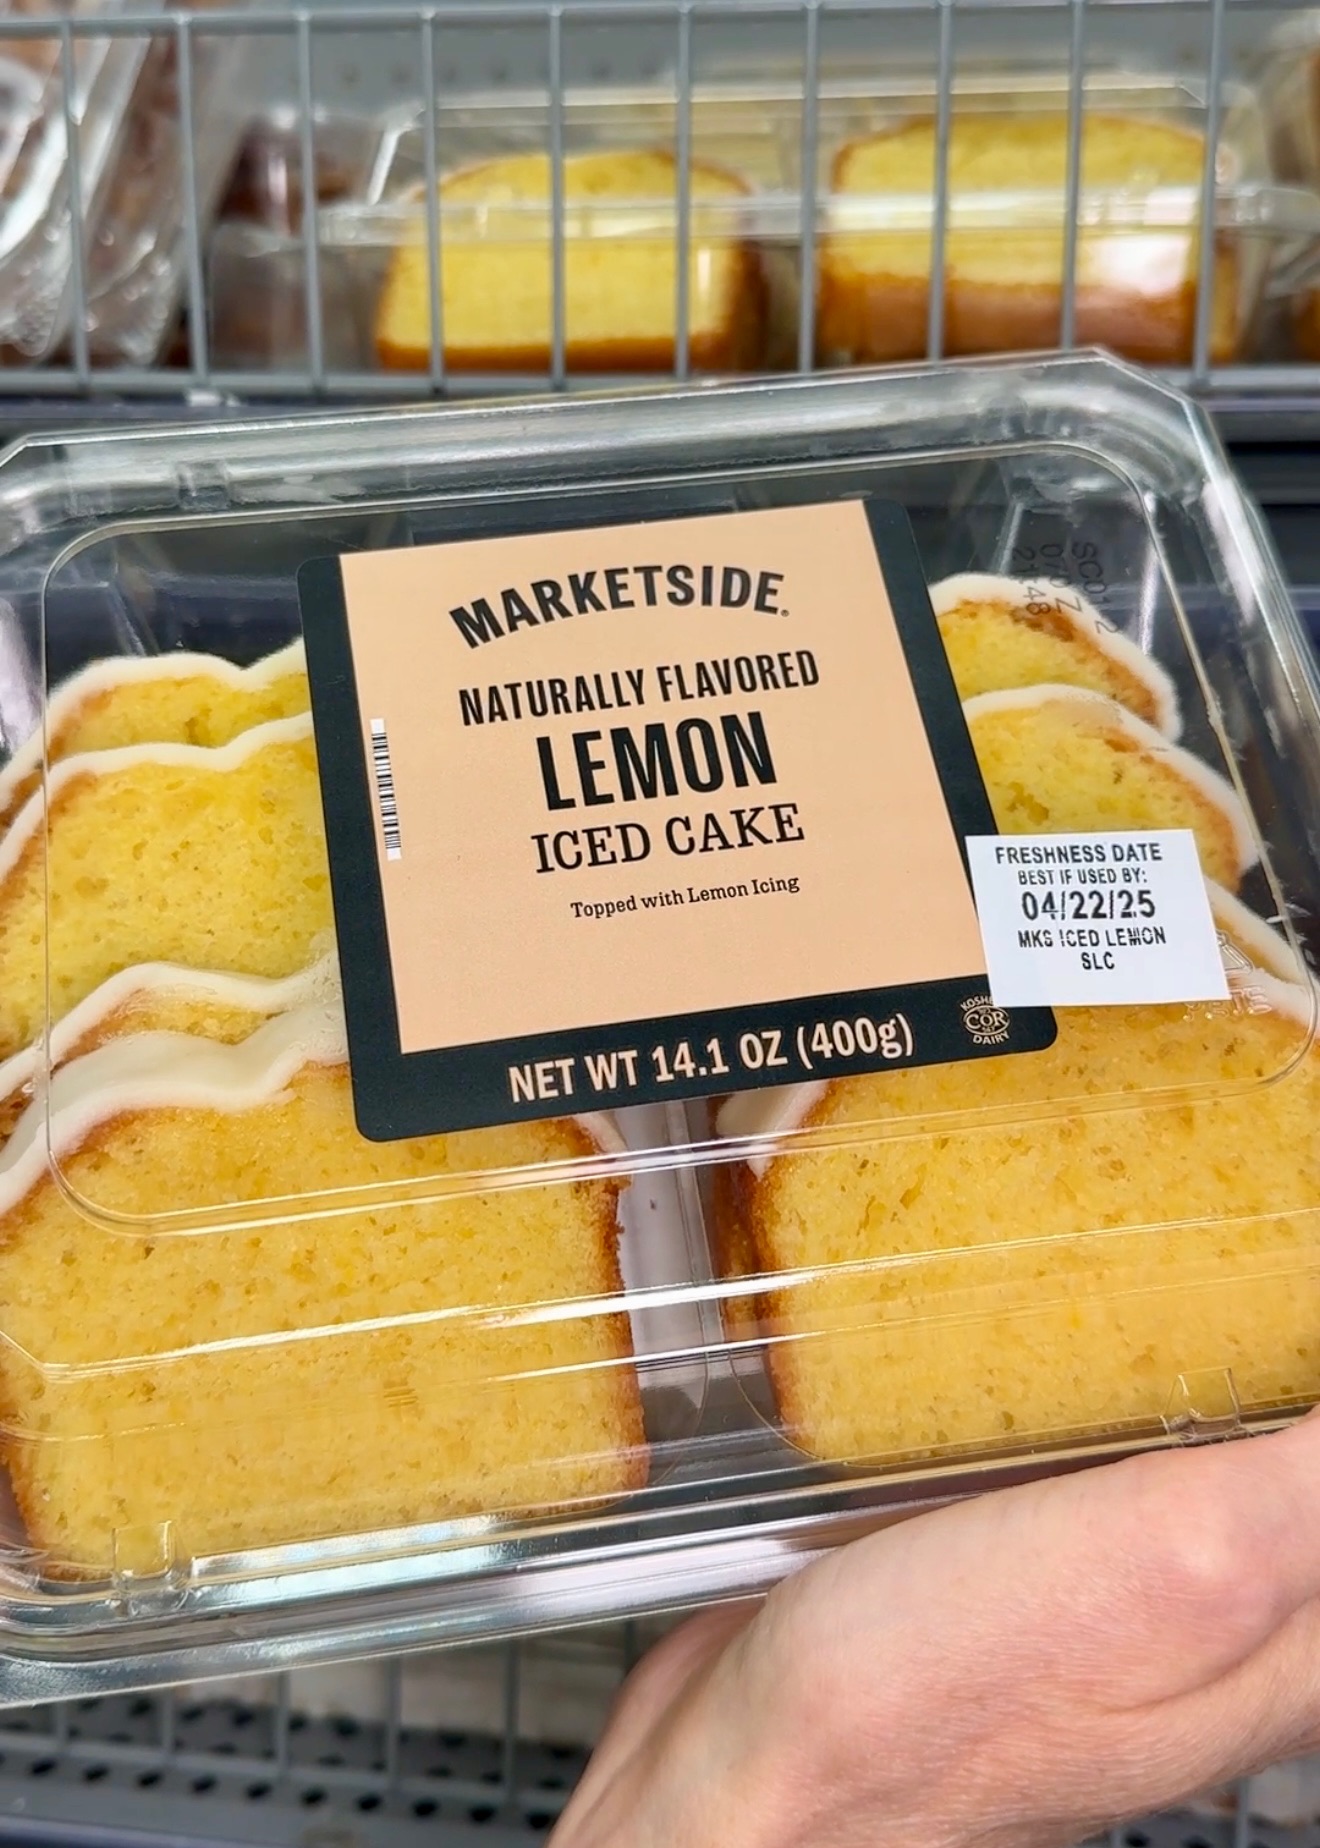 MARKETSIDE.
NATURALLY FLAVORED
LEMON
ICED CAKE
Topped with Lemon Icing
NET WT 14.1 OZ (400g)
KOSHER
COR
DAIRY
FRESHNESS DATE
BEST IF USED BY:
04/22/25
MKS ICED LEMON
SLC